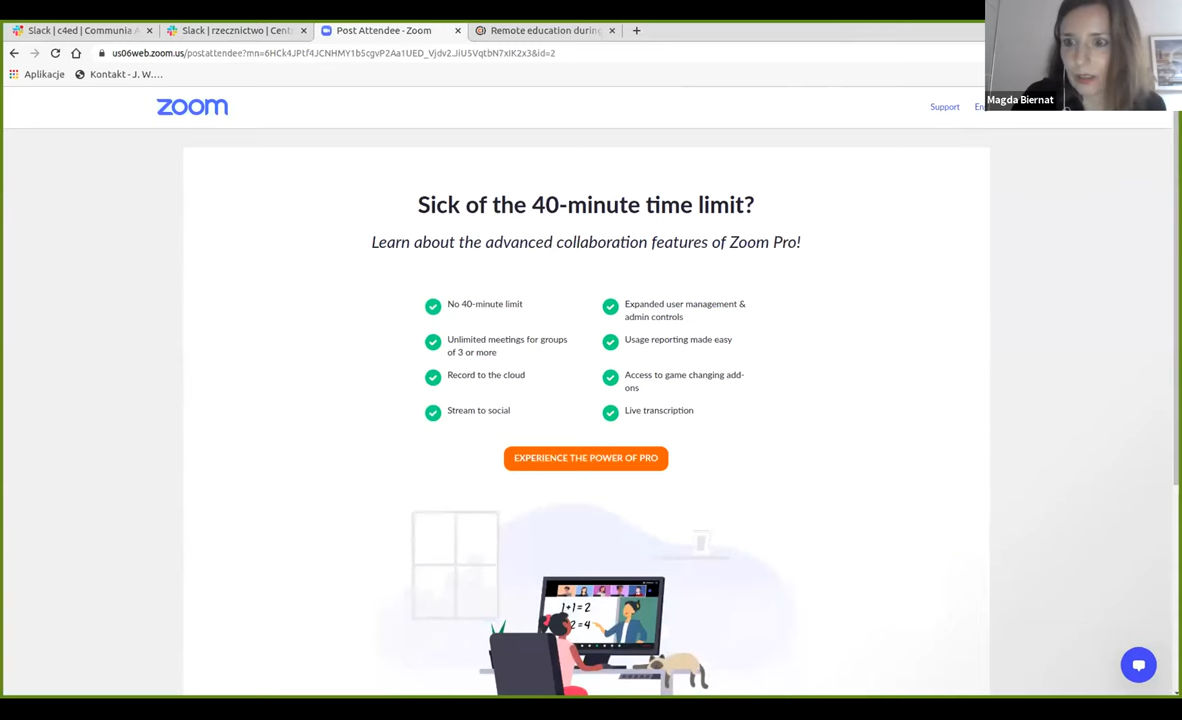 Slack | c4ed | Communia A
Slack | rzecznictwo | Cent
Post Attendee - Zoom
Remote education during
us06web.zoom.us/postattendee?mn=6HCk4JPLf4JCNHMY1b5cgvP2Aa1UED_Vjdv2.JiU5VqtbN7xIK2x3&id=2
Aplikacje
Kontakt - J. W....
Magda Biernat
zoom
Support
En
Sick of the 40-minute time limit?
Learn about the advanced collaboration features of Zoom Pro!
No 40-minute limit
Expanded user management &
admin controls
Unlimited meetings for groups
of 3 or more
Usage reporting made easy
Record to the cloud
Access to game changing add-
ons
Stream to social
Live transcription
EXPERIENCE THE POWER OF PRO
1+1=2
2=4